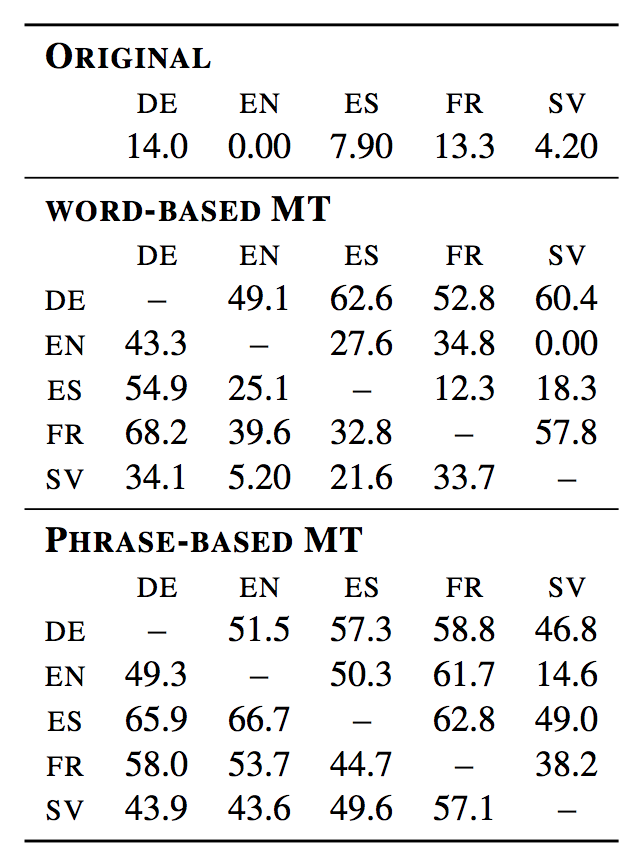 ORIGINAL
DE EN ES FR SV
14.0 0.00 7.90 13.3 4.20
WORD-BASED MT
DE EN ES FR SV
DE – 49.1 62.6 52.8 60.4
EN 43.3 – 27.6 34.8 0.00
ES 54.9 25.1 – 12.3 18.3
FR 68.2 39.6 32.8 – 57.8
SV 34.1 5.20 21.6 33.7 –
PHRASE-BASED MT
DE EN ES FR SV
DE – 51.5 57.3 58.8 46.8
EN 49.3 – 50.3 61.7 14.6
ES 65.9 66.7 – 62.8 49.0
FR 58.0 53.7 44.7 – 38.2
SV 43.9 43.6 49.6 57.1 –